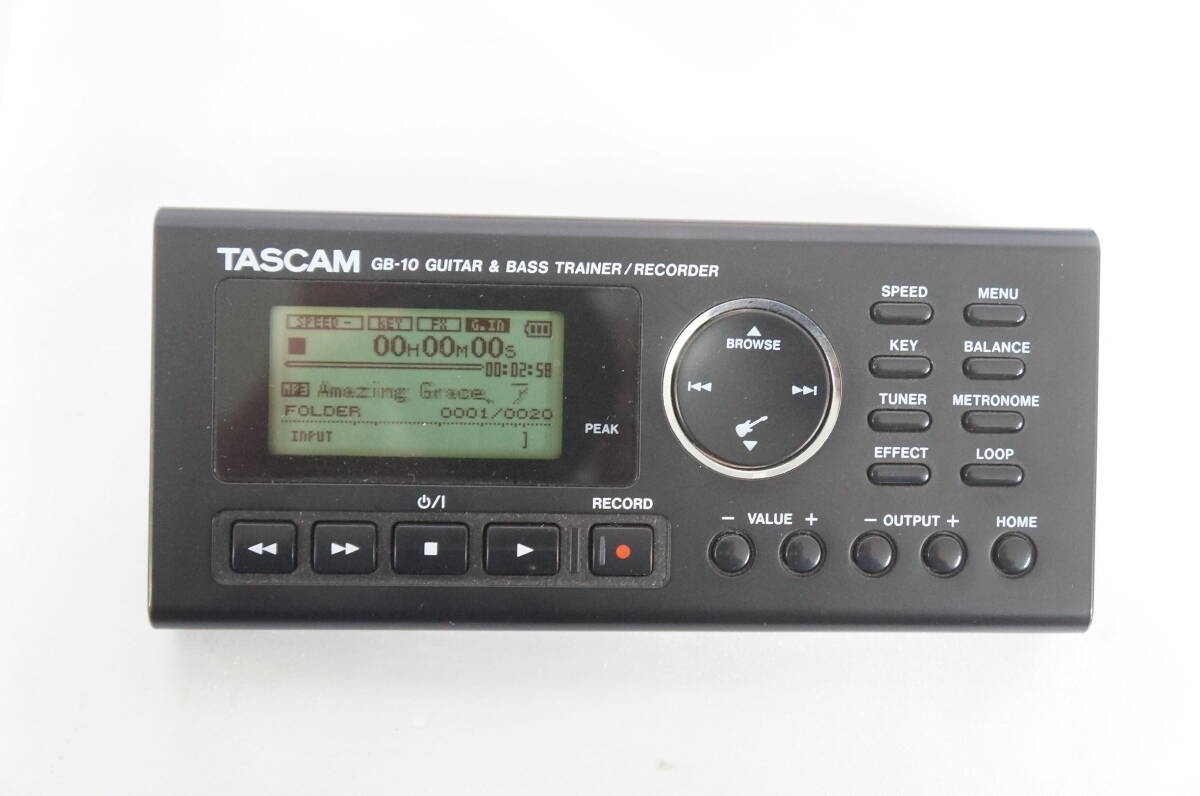 TASCAM GB-10 GUITAR & BASS TRAINER/RECORDER
SPEED - KEY FX G.IN
00H00M00S
00:02:58
MP3 Amazing Grace
FOLDER 0001/0020
INPUT ]
PEAK
BROWSE
SPEED MENU
KEY BALANCE
TUNER METRONOME
EFFECT LOOP
⏻/I RECORD
− VALUE + − OUTPUT + HOME